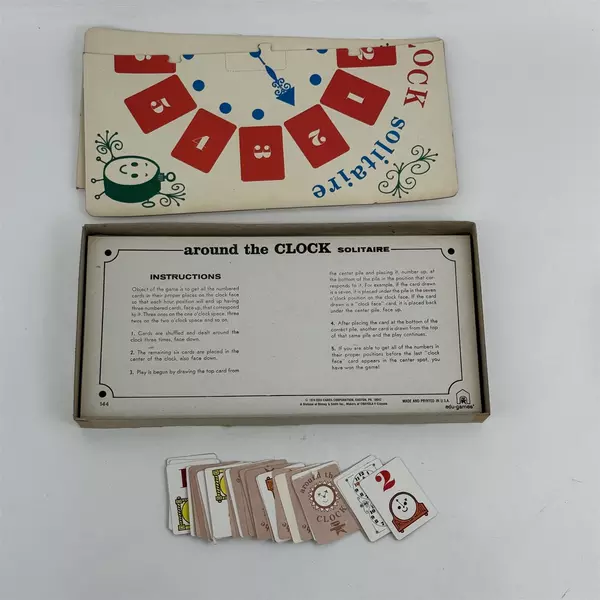 CLOCK solitaire
2
1
2
3
4
5
around the CLOCK SOLITAIRE
INSTRUCTIONS
Object of the game is to get all the numbered
cards in their proper places on the clock face
so that each hour position will end up having
three numbered cards, face up, that correspond
to it. Three ones on the one o'clock space, three
twos on the two o'clock space and so on.
1. Cards are shuffled and dealt around the
clock three times, face down.
2. The remaining six cards are placed in the
center of the clock, also face down.
3. Play is begun by drawing the top card from
the center pile and placing it, number up, at
the bottom of the pile in the position that cor-
responds to it. For example, if the card drawn
is a seven, it is placed under the pile in the seven
o'clock position on the clock face. If the card
drawn is a "clock face" card, it is placed back
under the center pile, face up.
4. After placing the card at the bottom of the
correct pile, another card is drawn from the top
of that same pile and the play continues.
5. If you are able to get all of the numbers in
their proper positions before the last "clock
face" card appears in the center spot, you
have won the game!
MADE AND PRINTED IN U.S.A.
edu-games
around the
CLOCK
2